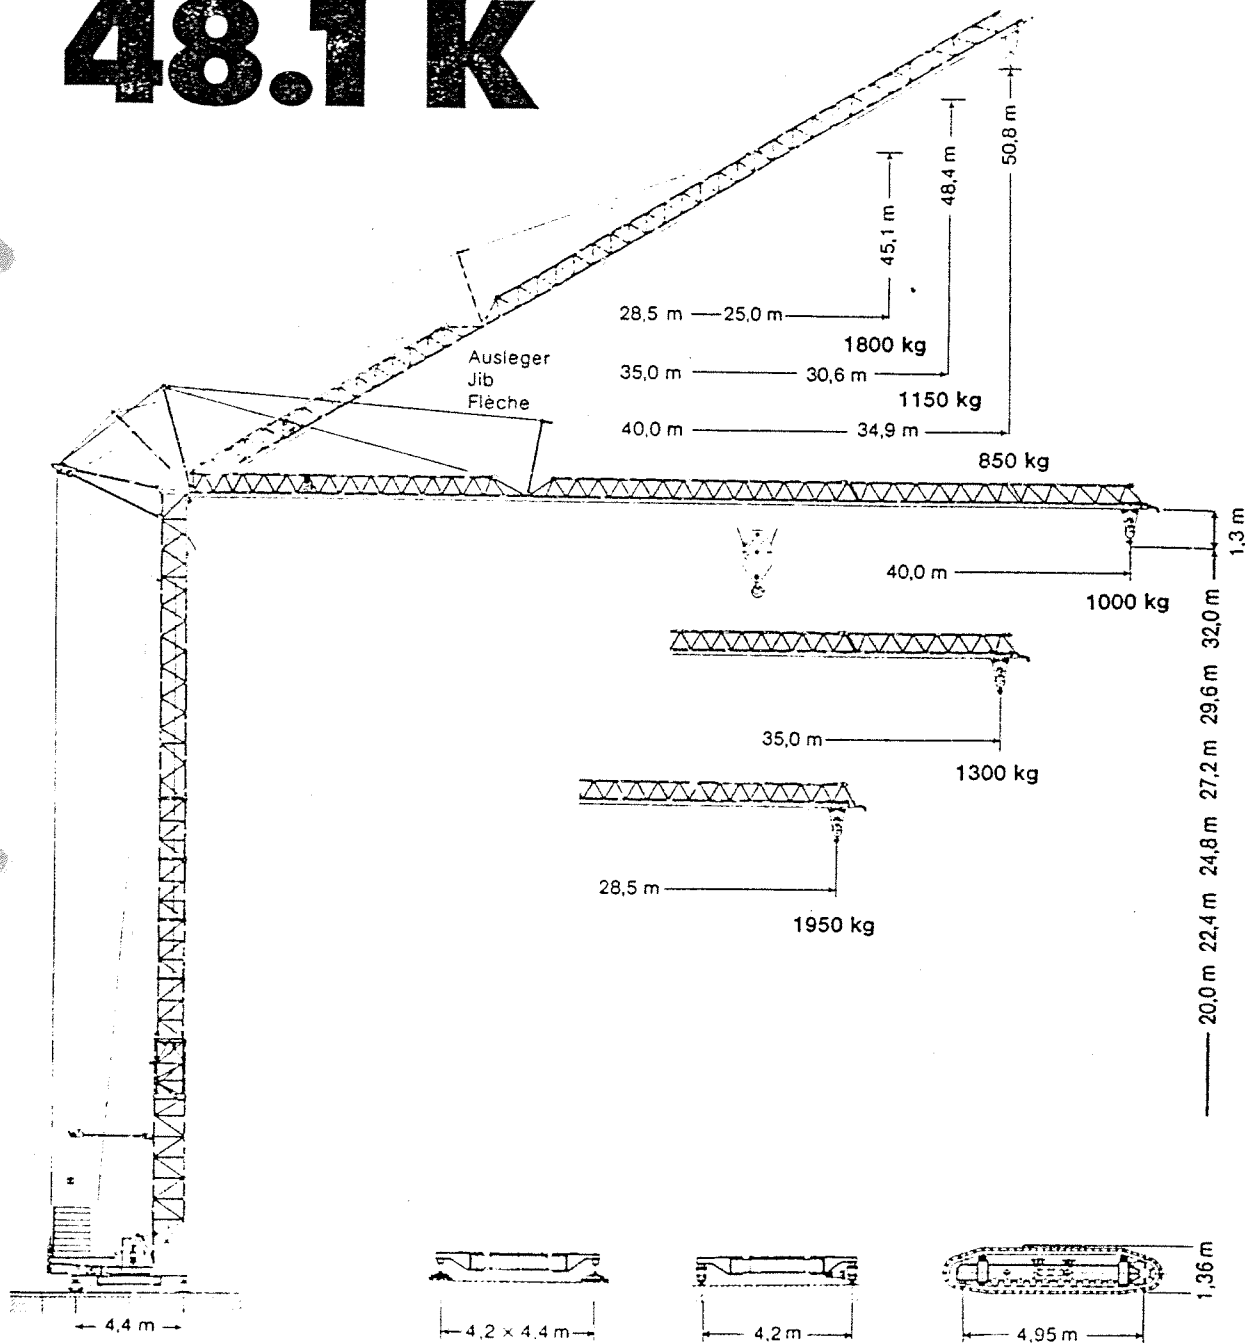 48.1 K
50,8 m
48,4 m
45,1 m
28,5 m 25,0 m
1800 kg
Ausleger
Jib
Flèche
35,0 m 30,6 m
1150 kg
40,0 m 34,9 m
850 kg
1,3 m
40,0 m
1000 kg
35,0 m
1300 kg
28,5 m
1950 kg
20,0 m 22,4 m 24,8 m 27,2 m 29,6 m 32,0 m
1,36 m
4,4 m
4,2 × 4,4 m
4,2 m
4,95 m